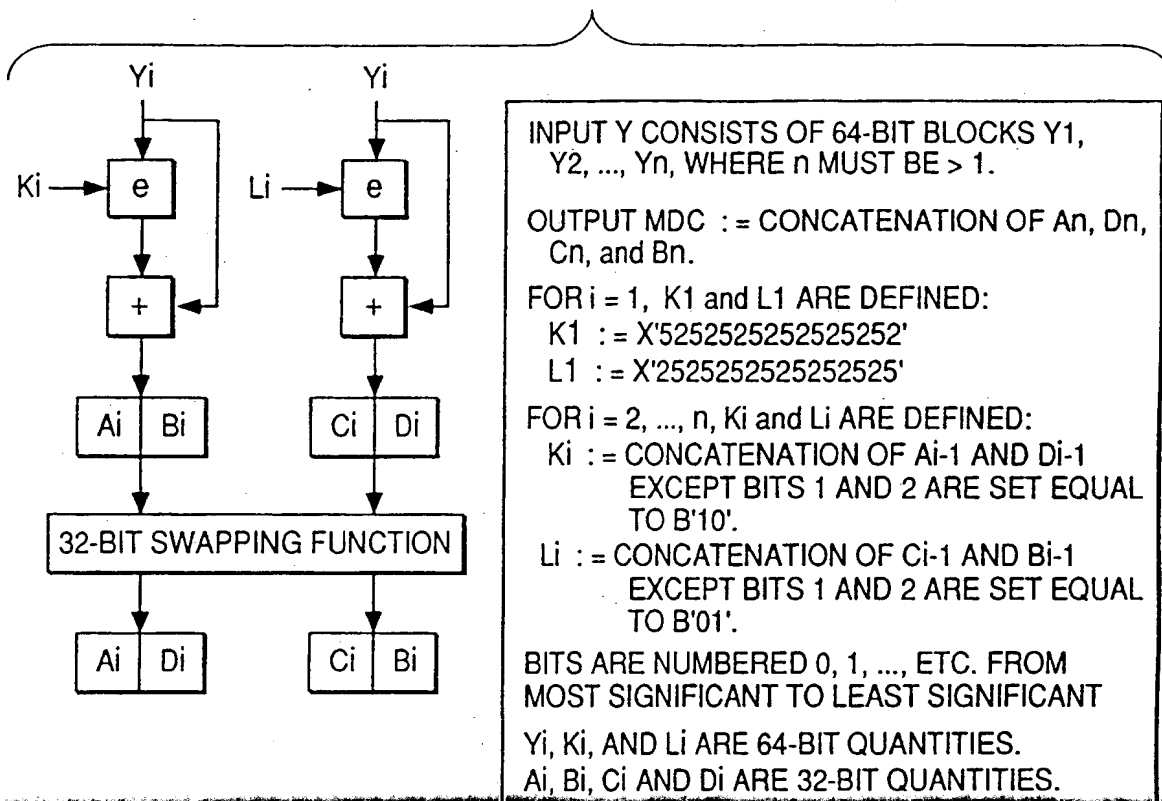 Yi
Yi
Ki
e
Li
e
+
+
Ai Bi
Ci Di
32-BIT SWAPPING FUNCTION
Ai Di
Ci Bi
INPUT Y CONSISTS OF 64-BIT BLOCKS Y1,
Y2, ..., Yn, WHERE n MUST BE > 1.
OUTPUT MDC : = CONCATENATION OF An, Dn,
Cn, and Bn.
FOR i = 1, K1 and L1 ARE DEFINED:
K1 : = X'5252525252525252'
L1 : = X'2525252525252525'
FOR i = 2, ..., n, Ki and Li ARE DEFINED:
Ki : = CONCATENATION OF Ai-1 AND Di-1
EXCEPT BITS 1 AND 2 ARE SET EQUAL
TO B'10'.
Li : = CONCATENATION OF Ci-1 AND Bi-1
EXCEPT BITS 1 AND 2 ARE SET EQUAL
TO B'01'.
BITS ARE NUMBERED 0, 1, ..., ETC. FROM
MOST SIGNIFICANT TO LEAST SIGNIFICANT
Yi, Ki, AND Li ARE 64-BIT QUANTITIES.
Ai, Bi, Ci AND Di ARE 32-BIT QUANTITIES.